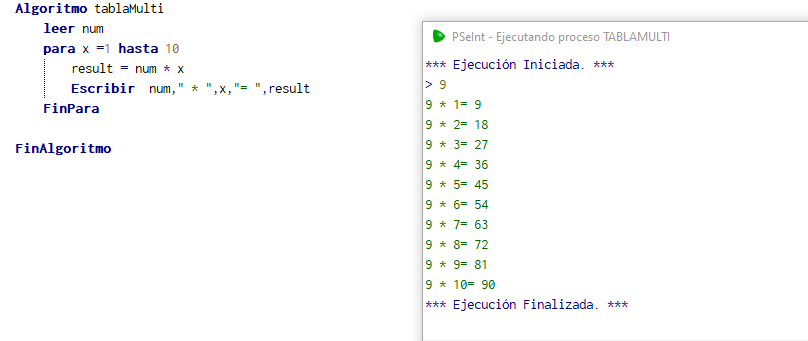 Algoritmo tablaMulti
leer num
para x =1 hasta 10
result = num * x
Escribir num," * ",x,"= ",result
FinPara
FinAlgoritmo
PSeInt - Ejecutando proceso TABLAMULTI
*** Ejecución Iniciada. ***
> 9
9 * 1= 9
9 * 2= 18
9 * 3= 27
9 * 4= 36
9 * 5= 45
9 * 6= 54
9 * 7= 63
9 * 8= 72
9 * 9= 81
9 * 10= 90
*** Ejecución Finalizada. ***